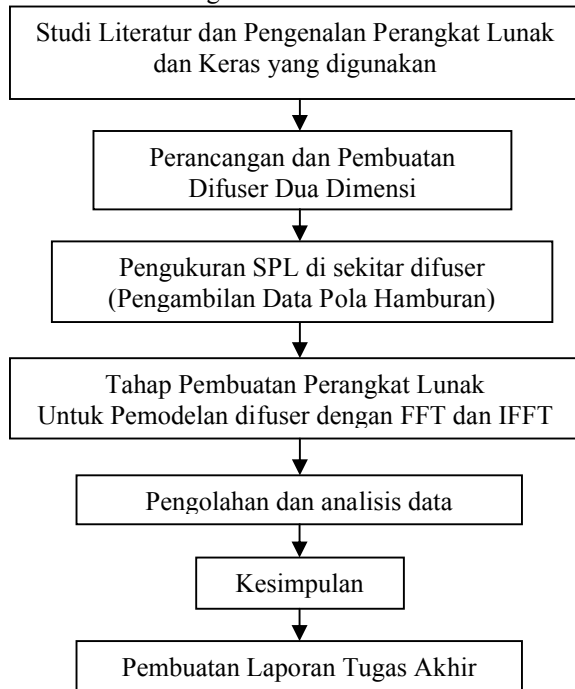 Studi Literatur dan Pengenalan Perangkat Lunak
dan Keras yang digunakan
Perancangan dan Pembuatan
Difuser Dua Dimensi
Pengukuran SPL di sekitar difuser
(Pengambilan Data Pola Hamburan)
Tahap Pembuatan Perangkat Lunak
Untuk Pemodelan difuser dengan FFT dan IFFT
Pengolahan dan analisis data
Kesimpulan
Pembuatan Laporan Tugas Akhir